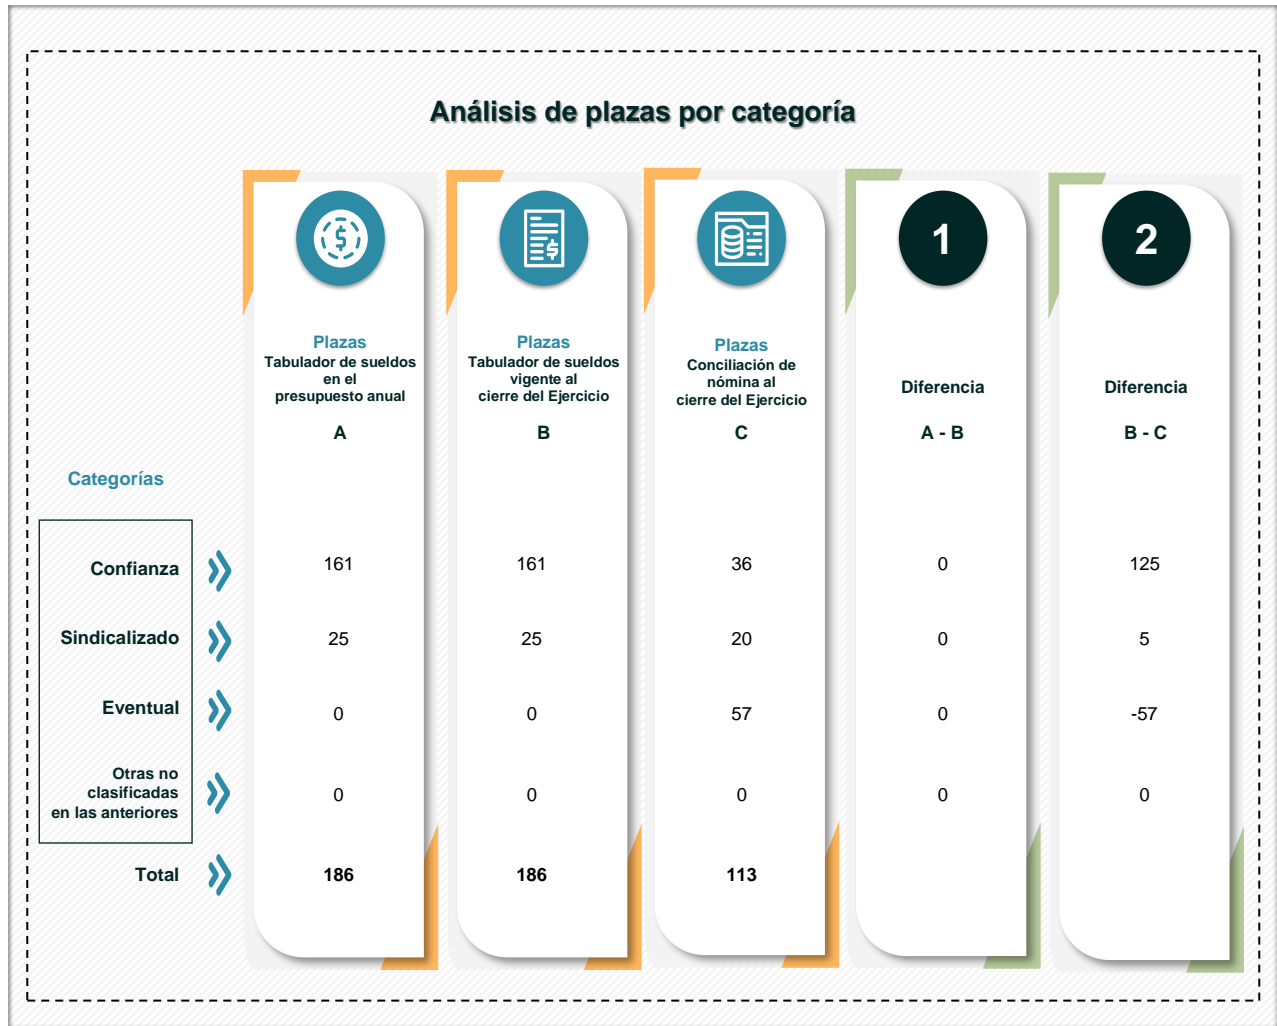 Análisis de plazas por categoría
1
2
Plazas
Tabulador de sueldos
en el
presupuesto anual
A
Plazas
Tabulador de sueldos
vigente al
cierre del Ejercicio
B
Plazas
Conciliación de
nómina al
cierre del Ejercicio
C
Diferencia
A - B
Diferencia
B - C
Categorías
Confianza 161 161 36 0 125
Sindicalizado 25 25 20 0 5
Eventual 0 0 57 0 -57
Otras no
clasificadas
en las anteriores
0 0 0 0 0
Total 186 186 113